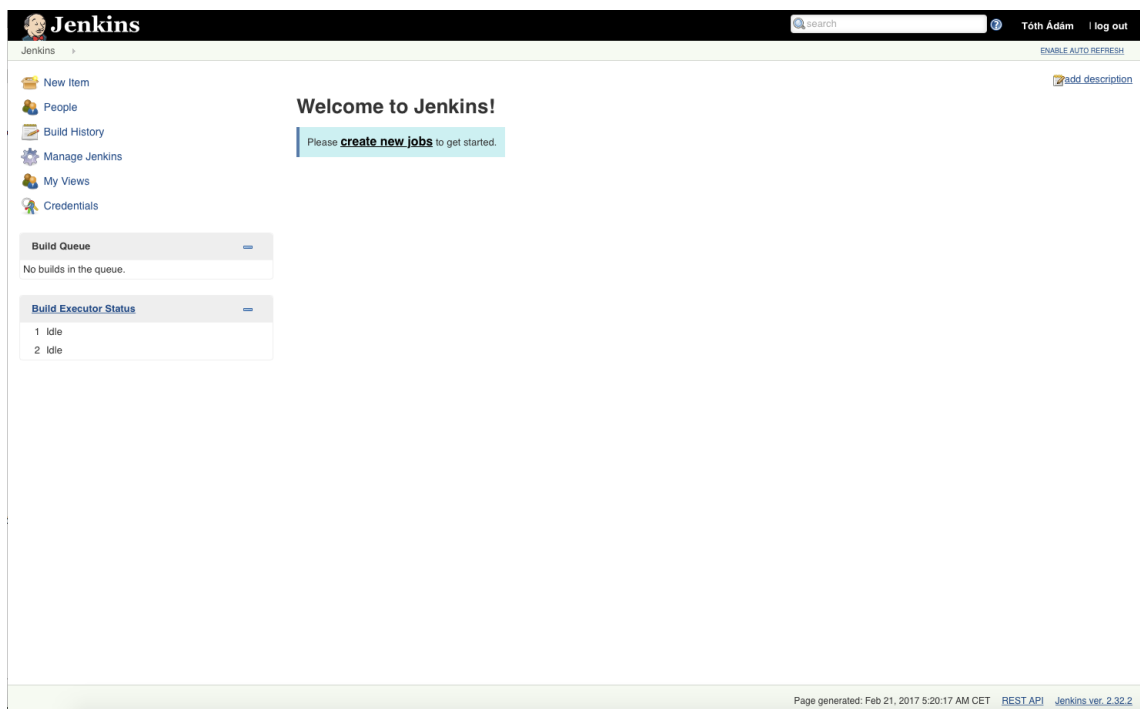 Jenkins
search
Tóth Ádám | log out
Jenkins
ENABLE AUTO REFRESH
New Item
People
Build History
Manage Jenkins
My Views
Credentials
Build Queue
No builds in the queue.
Build Executor Status
1 Idle
2 Idle
add description
Welcome to Jenkins!
Please create new jobs to get started.
Page generated: Feb 21, 2017 5:20:17 AM CET REST API Jenkins ver. 2.32.2